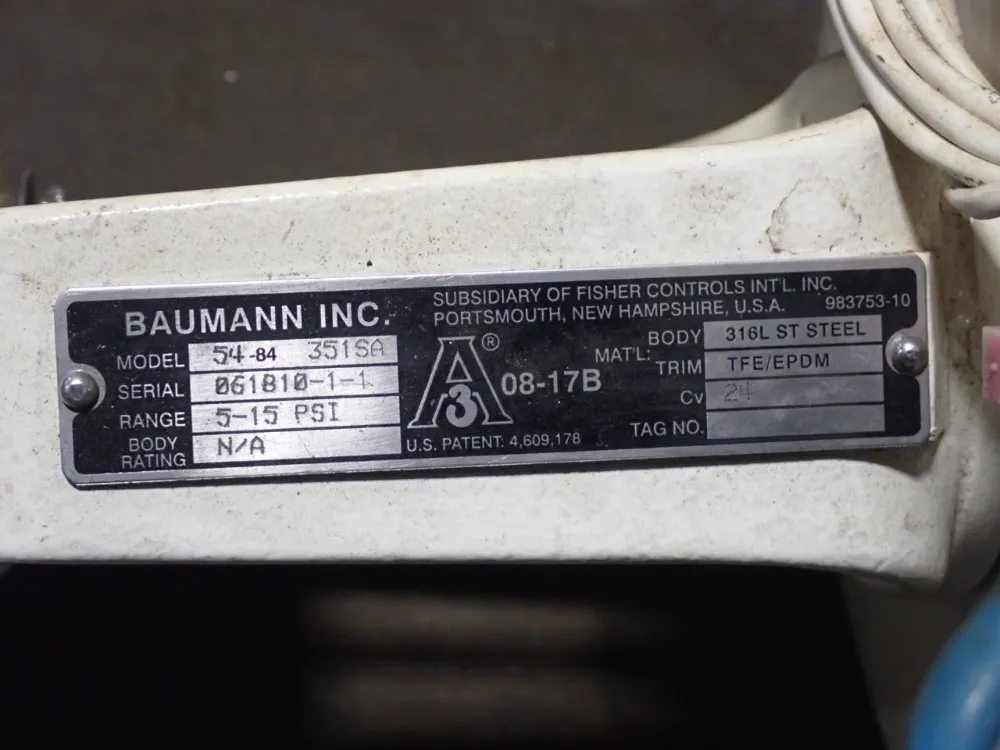 BAUMANN INC.
SUBSIDIARY OF FISHER CONTROLS INT'L. INC.
PORTSMOUTH, NEW HAMPSHIRE, U.S.A. 983753-10
MODEL 54-84 351SA
SERIAL 061810-1-1
RANGE 5-15 PSI
BODY RATING N/A
A ®
3
08-17B
U.S. PATENT: 4,609,178
MAT'L: BODY 316L ST STEEL
TRIM TFE/EPDM
Cv 24
TAG NO.